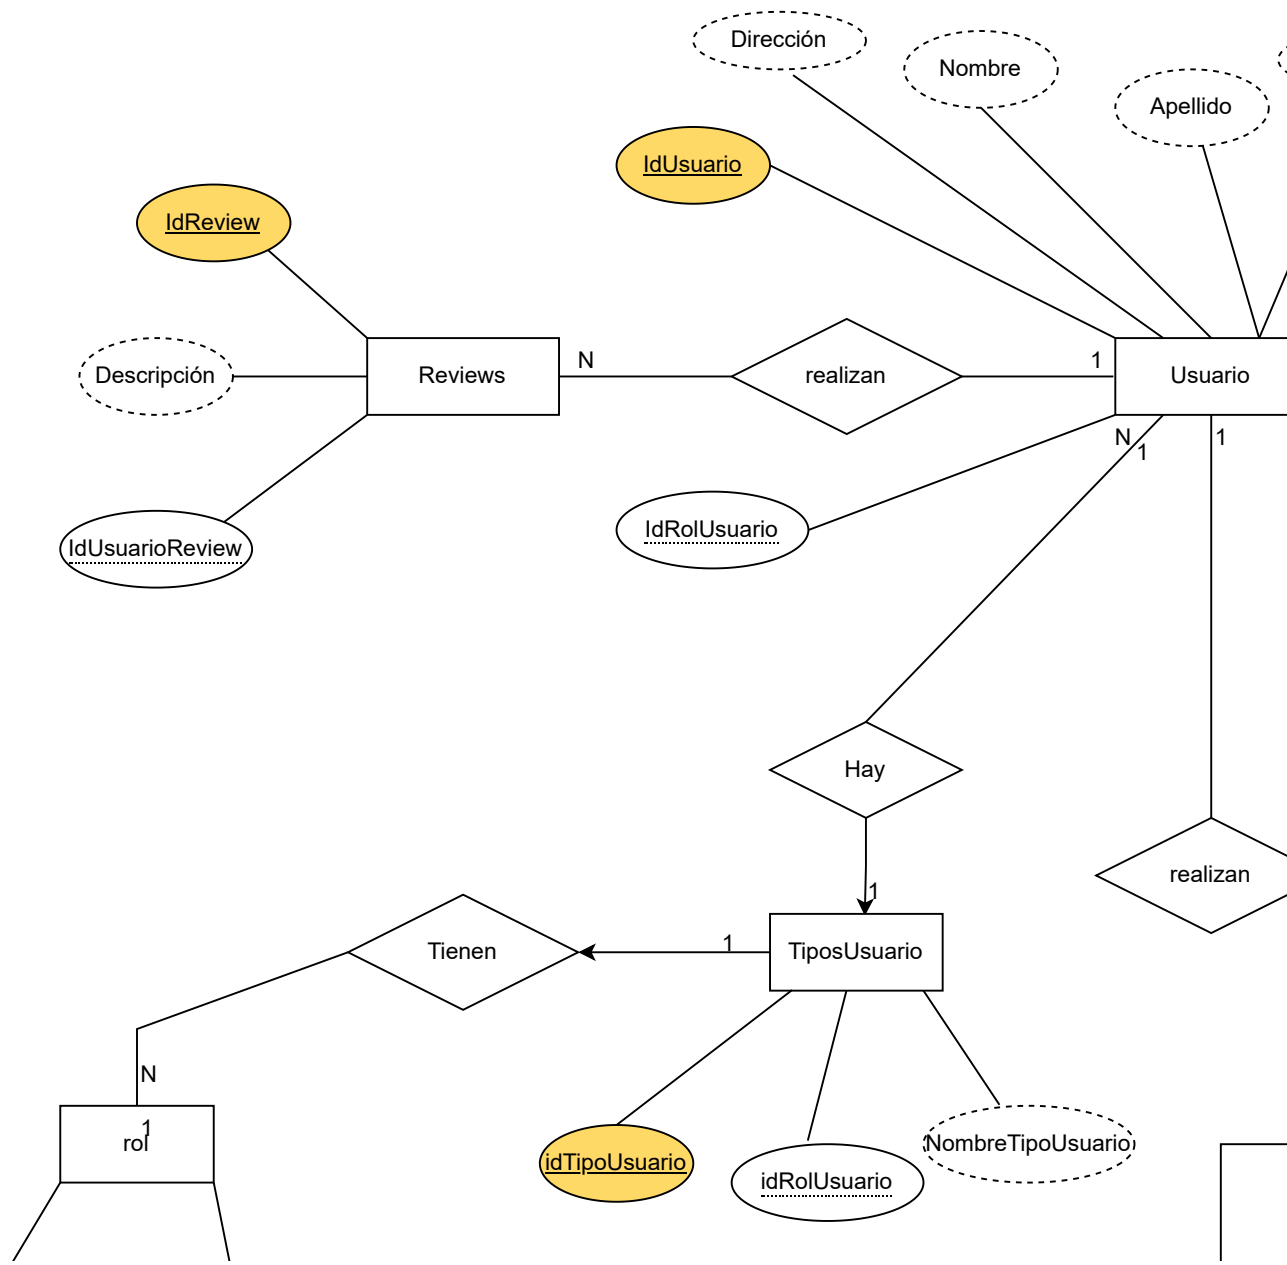 Dirección
Nombre
Apellido
IdUsuario
IdReview
Descripción
Reviews
N
realizan
1
Usuario
N
1
1
IdRolUsuario
IdUsuarioReview
Hay
realizan
1
Tienen
1
TiposUsuario
N
1
rol
idTipoUsuario
idRolUsuario
NombreTipoUsuario